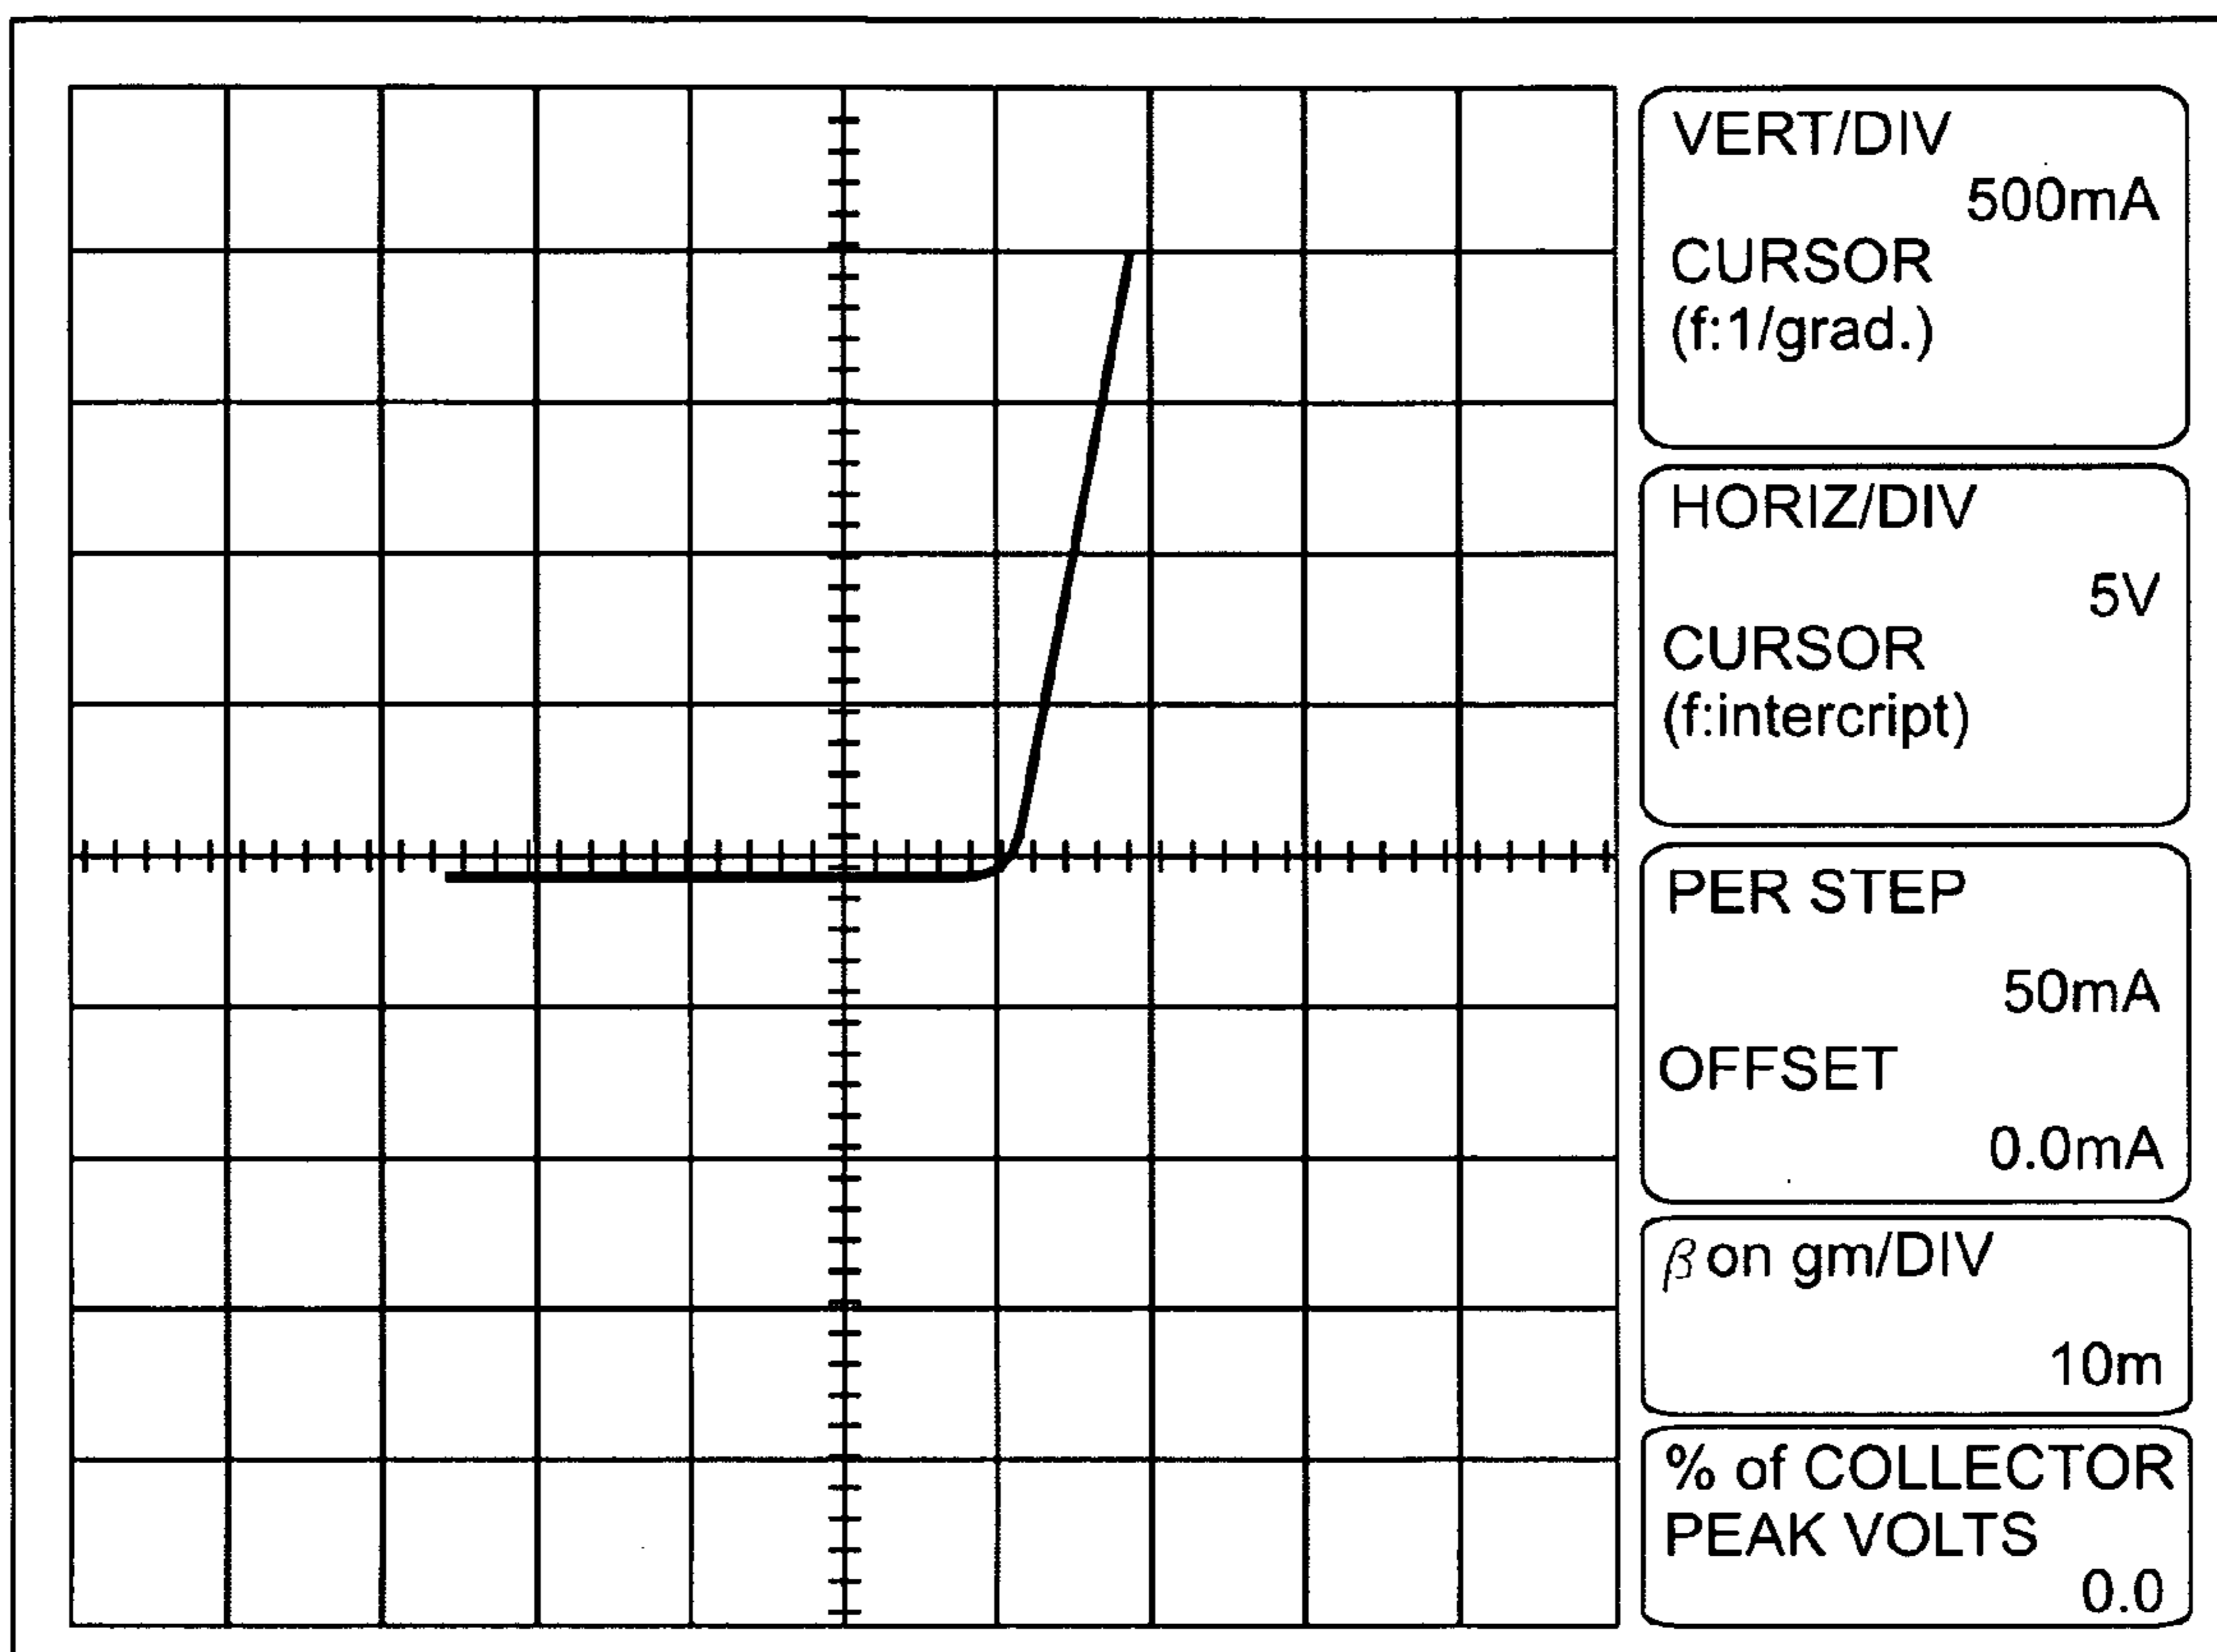 VERT/DIV
500mA
CURSOR
(f:1/grad.)
HORIZ/DIV
5V
CURSOR
(f:intercript)
PER STEP
50mA
OFFSET
0.0mA
β on gm/DIV
10m
% of COLLECTOR
PEAK VOLTS
0.0